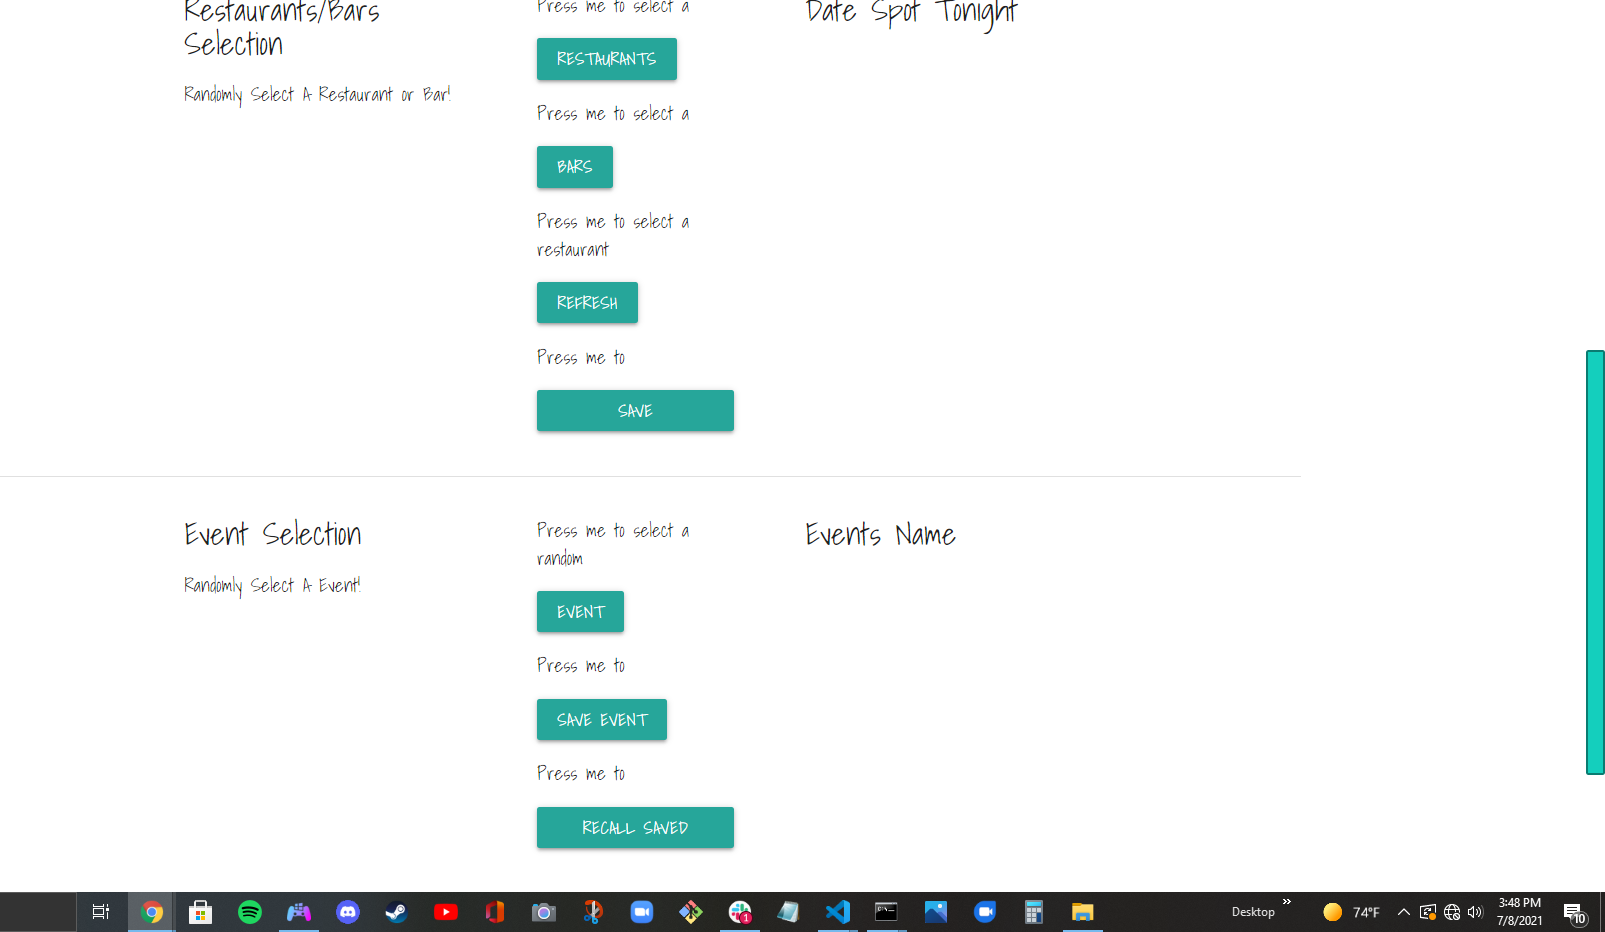 Restaurants/Bars
Selection
Randomly Select A Restaurant or Bar!
Press me to select a
RESTAURANTS
Press me to select a
BARS
Press me to select a
restaurant
REFRESH
Press me to
SAVE
Date Spot Tonight
Event Selection
Randomly Select A Event!
Press me to select a
random
EVENT
Press me to
SAVE EVENT
Press me to
RECALL SAVED
Events Name
1
Desktop
»
74°F
3:48 PM
7/8/2021
10